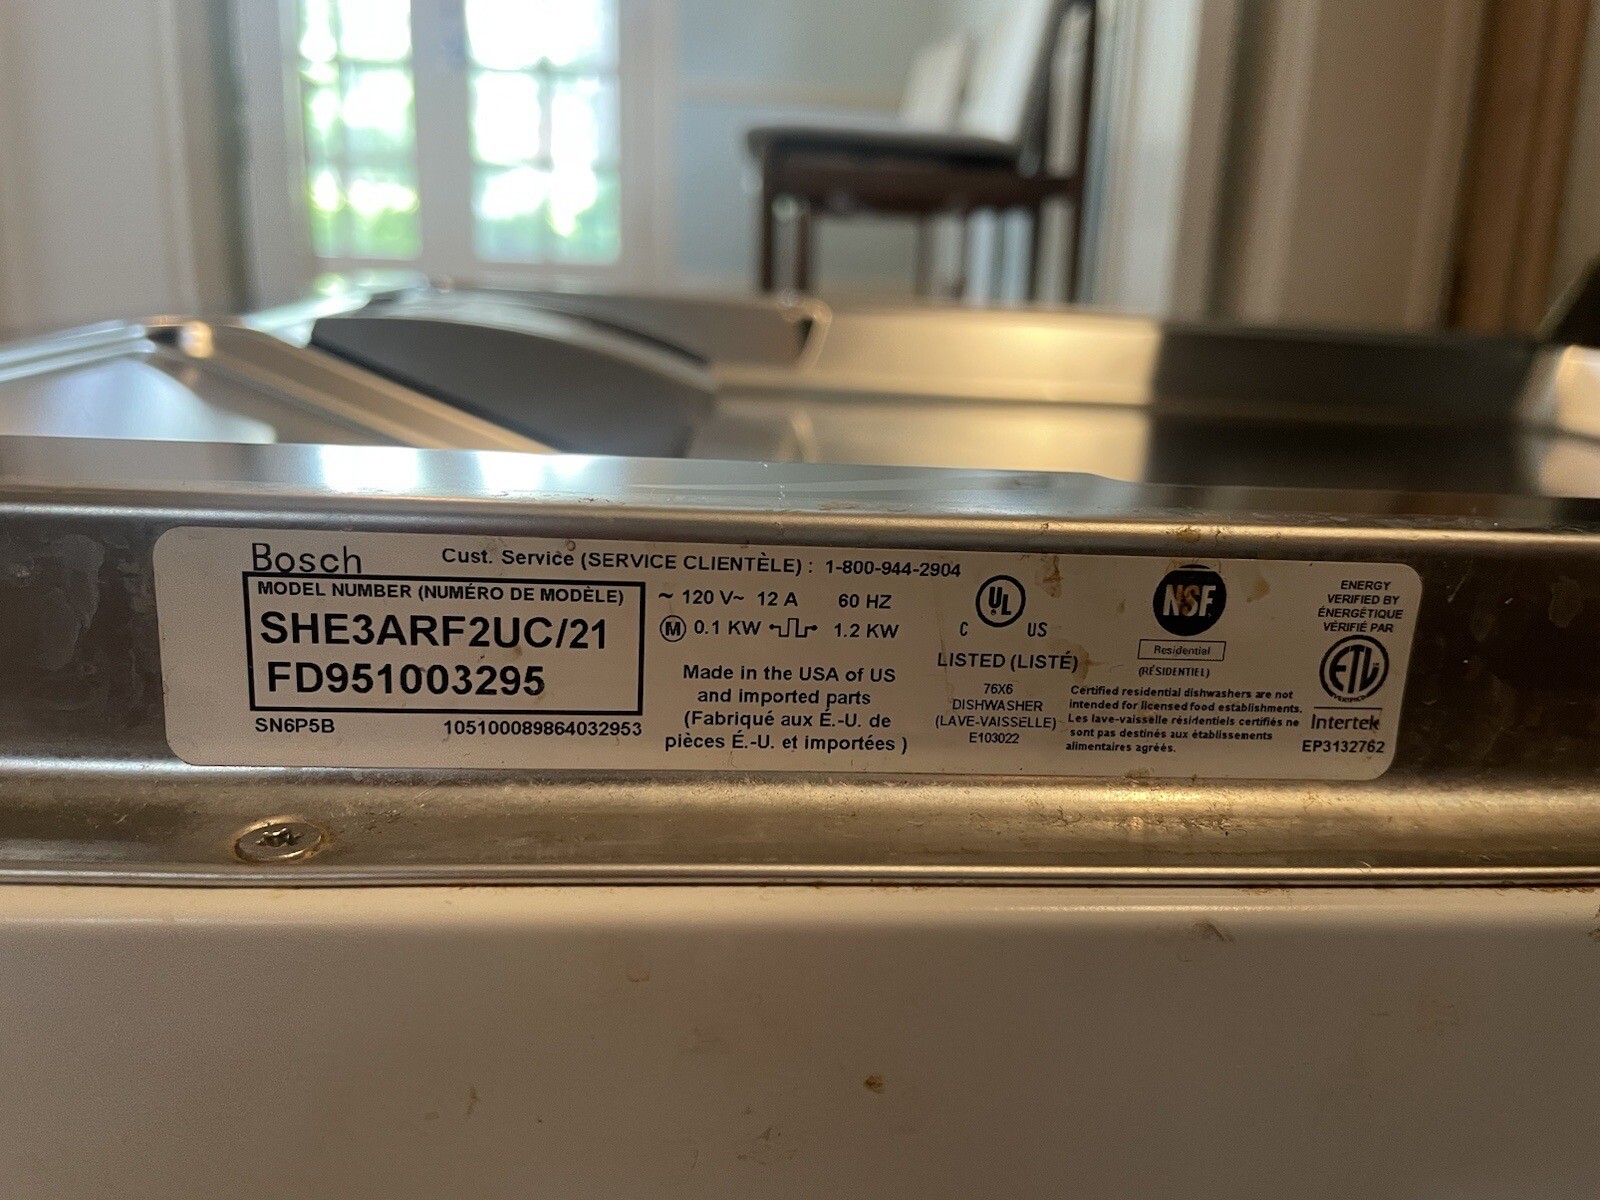 Bosch
Cust. Service (SERVICE CLIENTÈLE) : 1-800-944-2904
MODEL NUMBER (NUMÉRO DE MODÈLE)
SHE3ARF2UC/21
FD951003295
SN6P5B 105100089864032953
~ 120 V~ 12 A 60 HZ
M 0.1 KW 1.2 KW
Made in the USA of US
and imported parts
(Fabriqué aux É.-U. de
pièces É.-U. et importées )
UL
C US
LISTED (LISTÉ)
76X6
DISHWASHER
(LAVE-VAISSELLE)
E103022
NSF
Residential
(RÉSIDENTIEL)
Certified residential dishwashers are not
intended for licensed food establishments.
Les lave-vaisselle résidentiels certifiés ne
sont pas destinés aux établissements
alimentaires agréés.
ENERGY
VERIFIED BY
ÉNERGÉTIQUE
VÉRIFIÉ PAR
ETL
VERIFIED
Intertek
EP3132762